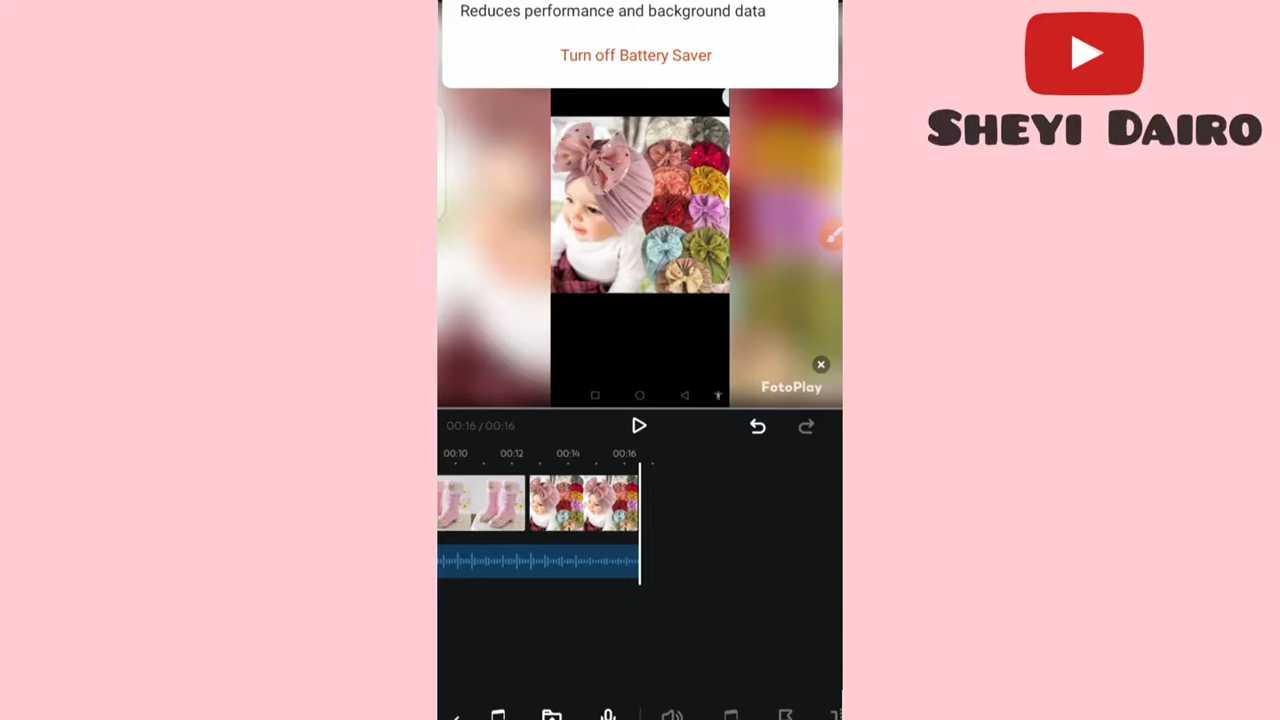 Reduces performance and background data
Turn off Battery Saver
SHEYI DAIRO
FotoPlay
00:16 / 00:16
00:10 00:12 00:14 00:16